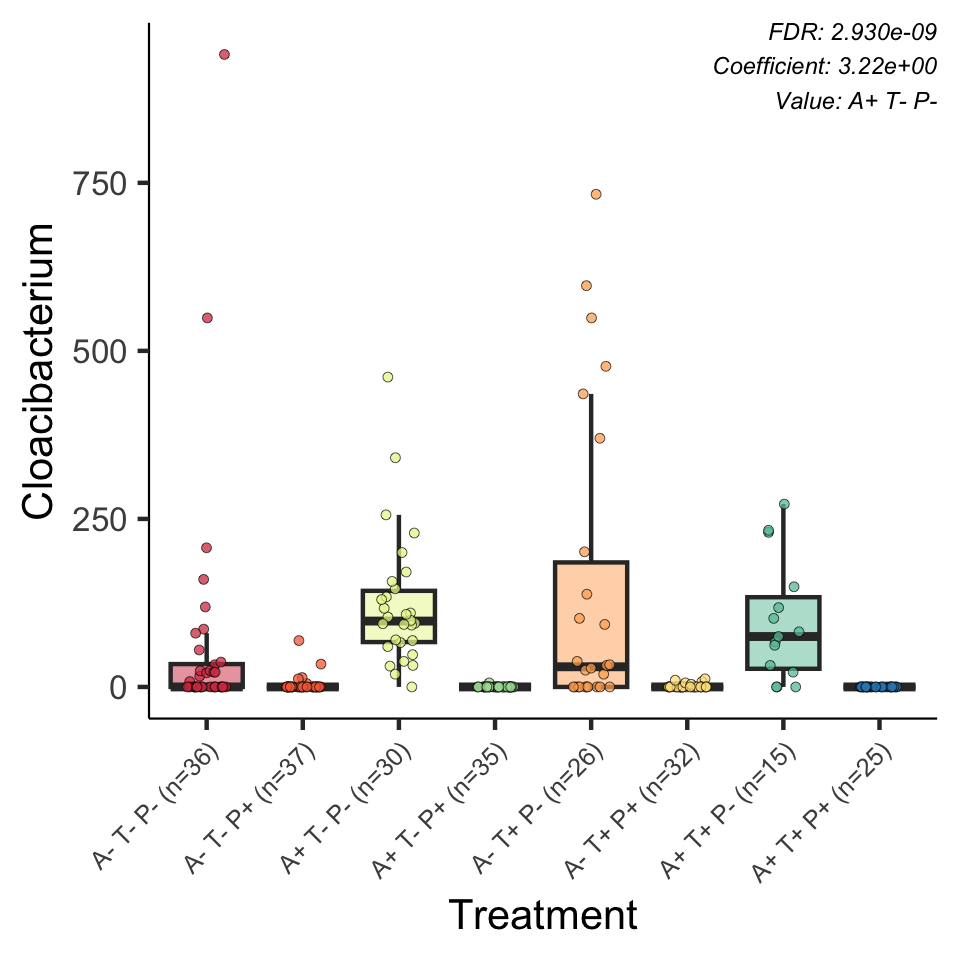 FDR: 2.930e-09
Coefficient: 3.22e+00
Value: A+ T- P-
Cloacibacterium
750
500
250
0
A- T- P- (n=36)
A- T- P+ (n=37)
A+ T- P- (n=30)
A+ T- P+ (n=35)
A- T+ P- (n=26)
A- T+ P+ (n=32)
A+ T+ P- (n=15)
A+ T+ P+ (n=25)
Treatment